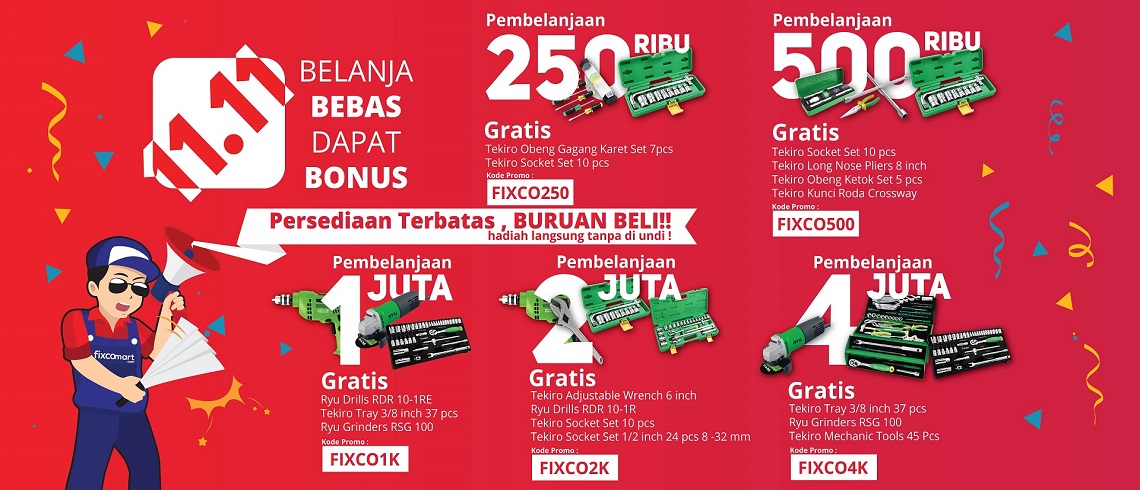 11.11
BELANJA
BEBAS
DAPAT
BONUS
Pembelanjaan
250 RIBU
Gratis
Tekiro Obeng Gagang Karet Set 7pcs
Tekiro Socket Set 10 pcs
Kode Promo :
FIXCO250
Pembelanjaan
500 RIBU
Gratis
Tekiro Socket Set 10 pcs
Tekiro Long Nose Pliers 8 inch
Tekiro Obeng Ketok Set 5 pcs
Tekiro Kunci Roda Crossway
Kode Promo :
FIXCO500
Persediaan Terbatas , BURUAN BELI!!
hadiah langsung tanpa di undi !
fixcomart
Pembelanjaan
1 JUTA
Gratis
Ryu Drills RDR 10-1RE
Tekiro Tray 3/8 inch 37 pcs
Ryu Grinders RSG 100
Kode Promo :
FIXCO1K
Pembelanjaan
2 JUTA
Gratis
Tekiro Adjustable Wrench 6 inch
Ryu Drills RDR 10-1R
Tekiro Socket Set 10 pcs
Tekiro Socket Set 1/2 inch 24 pcs 8 -32 mm
Kode Promo :
FIXCO2K
Pembelanjaan
4 JUTA
Gratis
Tekiro Tray 3/8 inch 37 pcs
Ryu Grinders RSG 100
Tekiro Mechanic Tools 45 Pcs
Kode Promo :
FIXCO4K